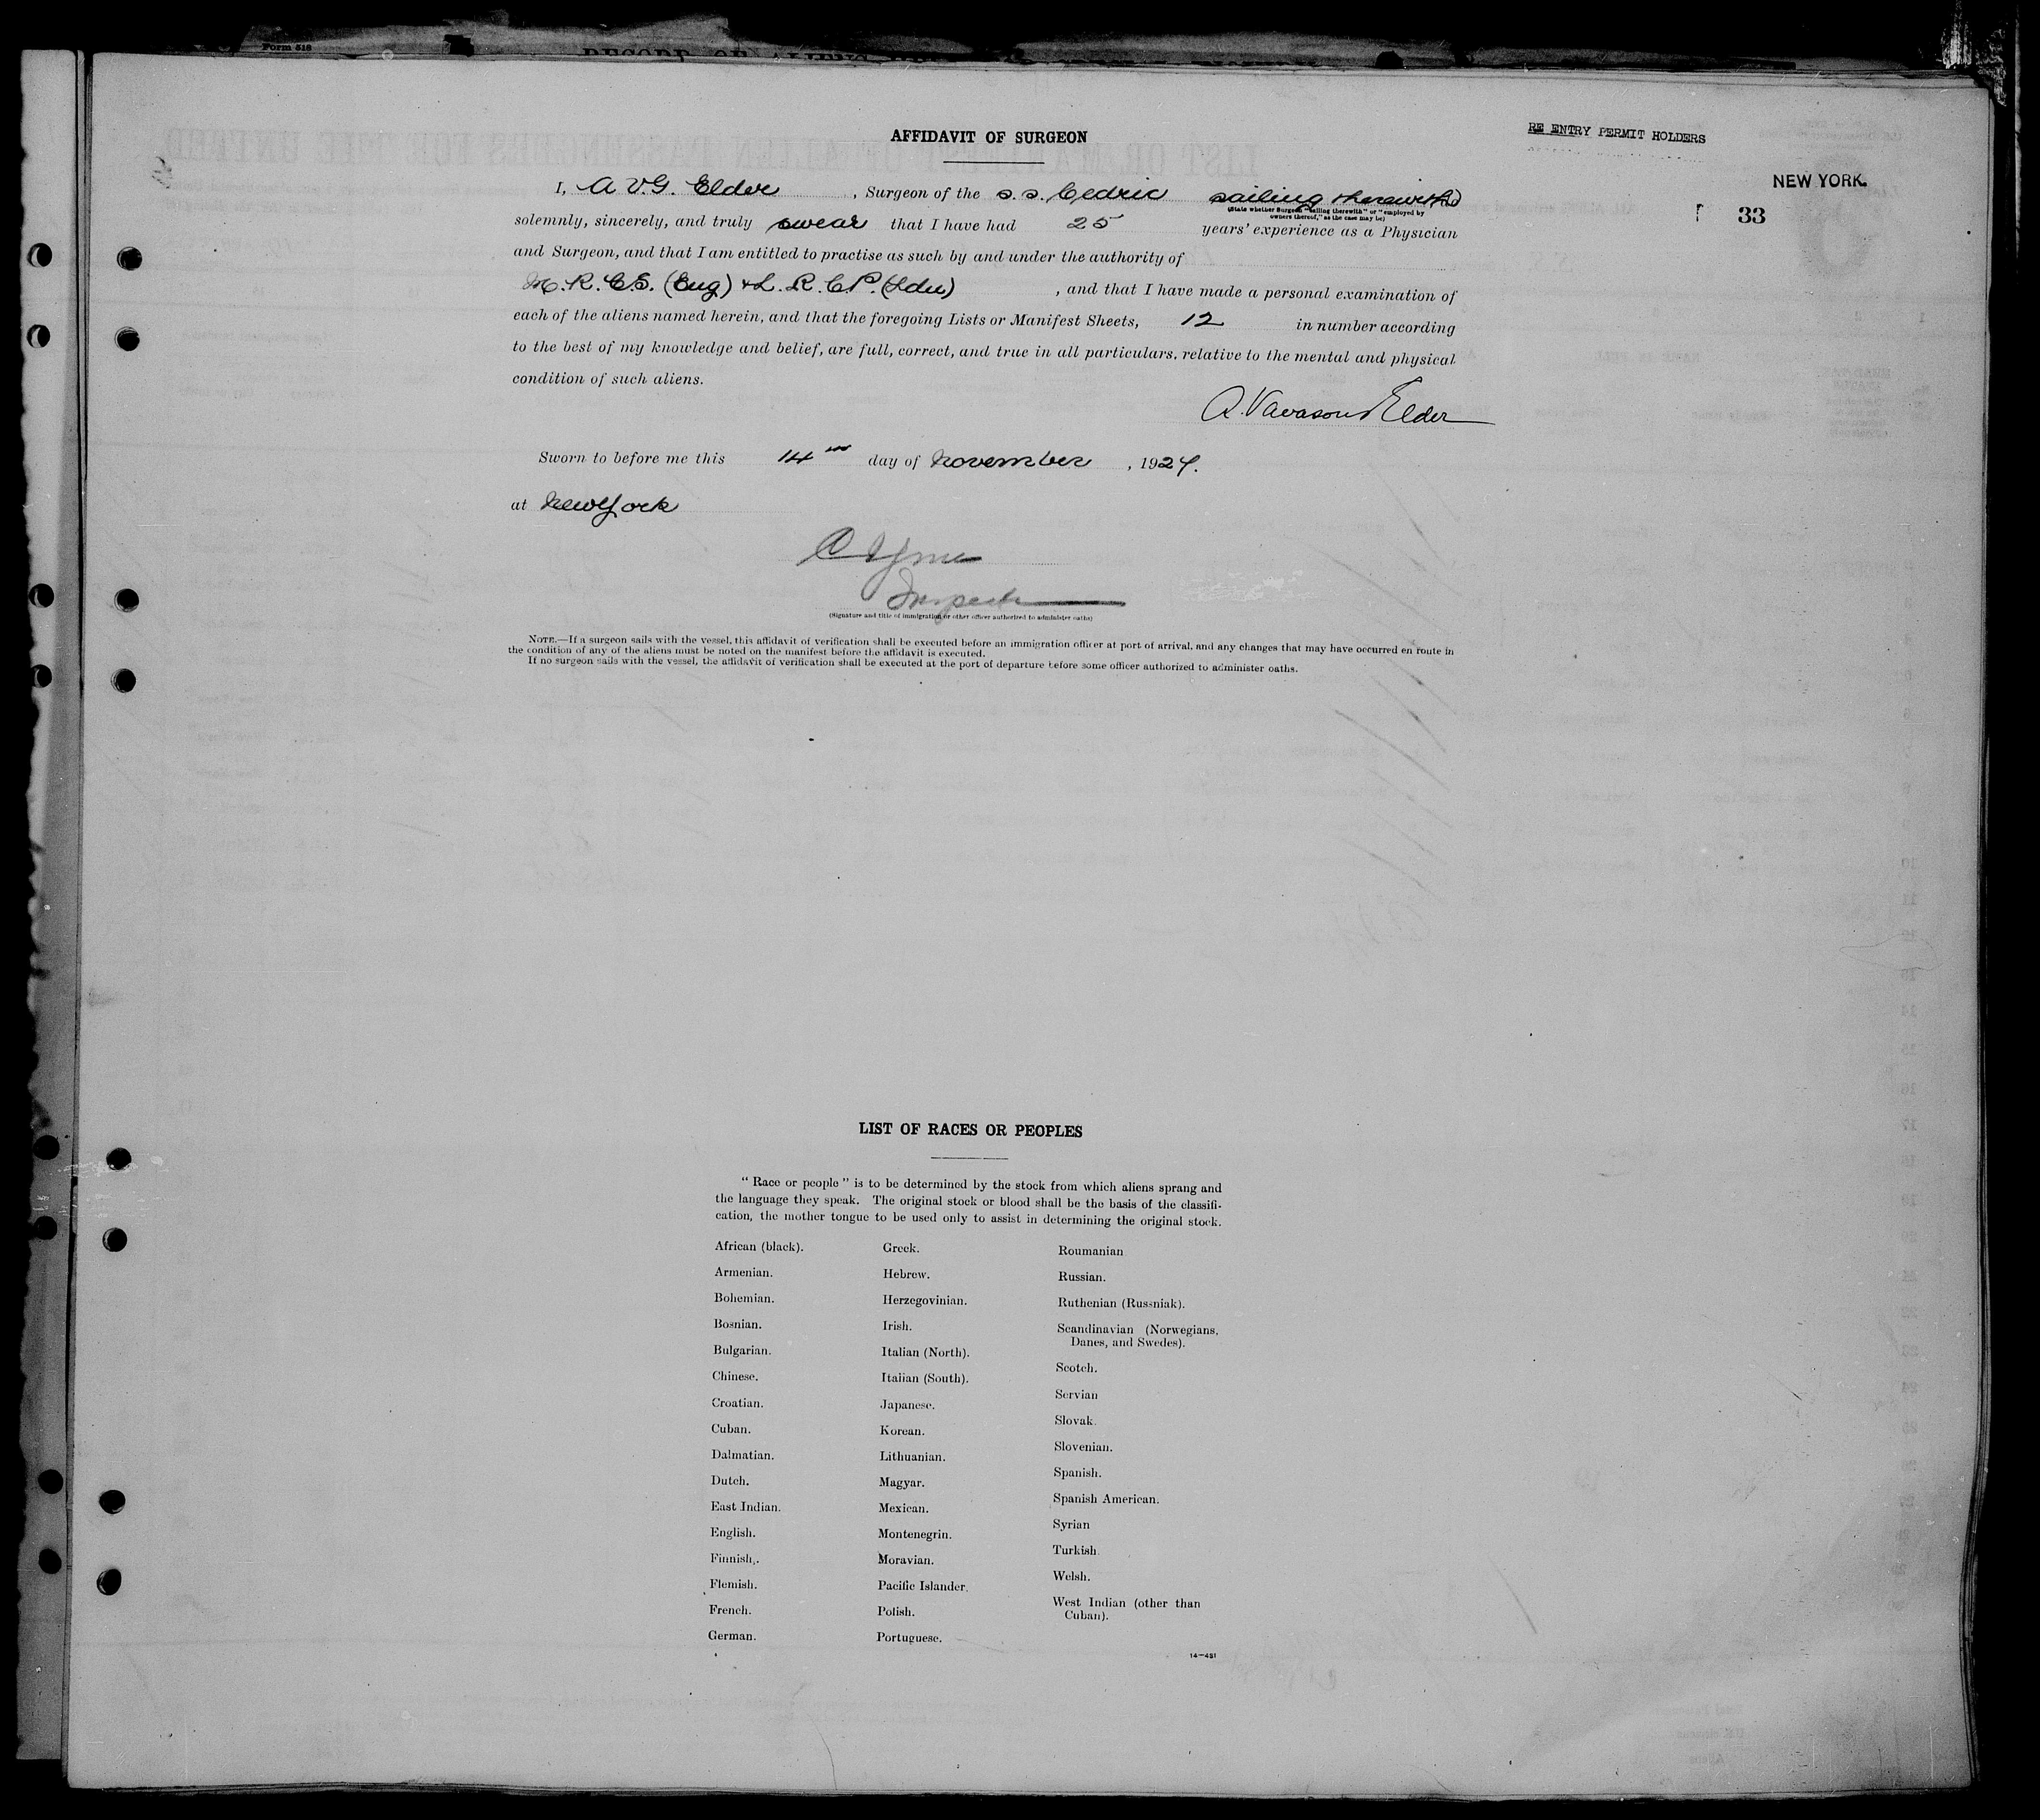 Form 518
AFFIDAVIT OF SURGEON
RE ENTRY PERMIT HOLDERS
NEW YORK.
33
I, A V.G. Elder, Surgeon of the s.s. Cedric sailing therewith
(State whether Surgeon "sailing therewith" or "employed by
owners thereof," as the case may be)
solemnly, sincerely, and truly swear that I have had 25 years' experience as a Physician
and Surgeon, and that I am entitled to practise as such by and under the authority of
M.R.C.S. (Eng) + L.R.C.P. (Ldn), and that I have made a personal examination of
each of the aliens named herein, and that the foregoing Lists or Manifest Sheets, 12 in number according
to the best of my knowledge and belief, are full, correct, and true in all particulars, relative to the mental and physical
condition of such aliens.
A. Vavasour Elder
Sworn to before me this 14th day of November, 1924.
at New York
Inspector
(Signature and title of immigration or other officer authorized to administer oaths)
NOTE.—If a surgeon sails with the vessel, this affidavit of verification shall be executed before an immigration officer at port of arrival, and any changes that may have occurred en route in
the condition of any of the aliens must be noted on the manifest before the affidavit is executed.
If no surgeon sails with the vessel, the affidavit of verification shall be executed at the port of departure before some officer authorized to administer oaths.
LIST OF RACES OR PEOPLES
"Race or people" is to be determined by the stock from which aliens sprang and
the language they speak. The original stock or blood shall be the basis of the classifi-
cation, the mother tongue to be used only to assist in determining the original stock.
African (black).
Armenian.
Bohemian.
Bosnian.
Bulgarian.
Chinese.
Croatian.
Cuban.
Dalmatian.
Dutch.
East Indian.
English.
Finnish.
Flemish.
French.
German.
Greek.
Hebrew.
Herzegovinian.
Irish.
Italian (North).
Italian (South).
Japanese.
Korean.
Lithuanian.
Magyar.
Mexican.
Montenegrin.
Moravian.
Pacific Islander.
Polish.
Portuguese.
Roumanian
Russian.
Ruthenian (Russniak).
Scandinavian (Norwegians,
Danes, and Swedes).
Scotch.
Servian
Slovak.
Slovenian.
Spanish.
Spanish American.
Syrian
Turkish.
Welsh.
West Indian (other than
Cuban).
14—431